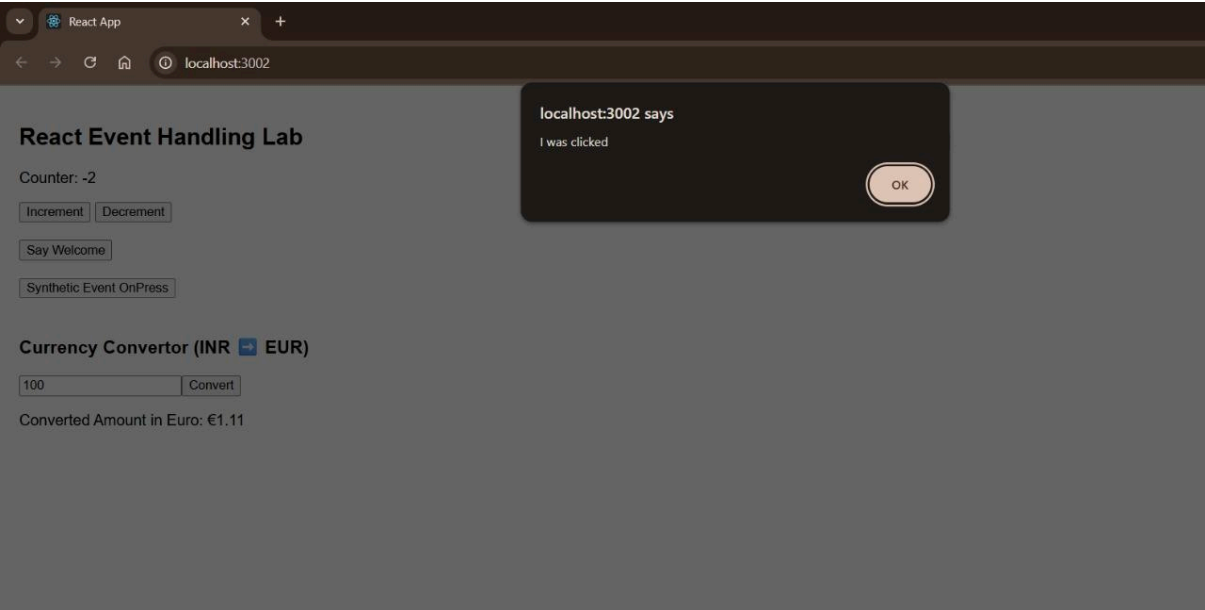 React App
localhost:3002
localhost:3002 says
I was clicked
OK
React Event Handling Lab
Counter: -2
Increment Decrement
Say Welcome
Synthetic Event OnPress
Currency Convertor (INR ➡️ EUR)
100 Convert
Converted Amount in Euro: €1.11